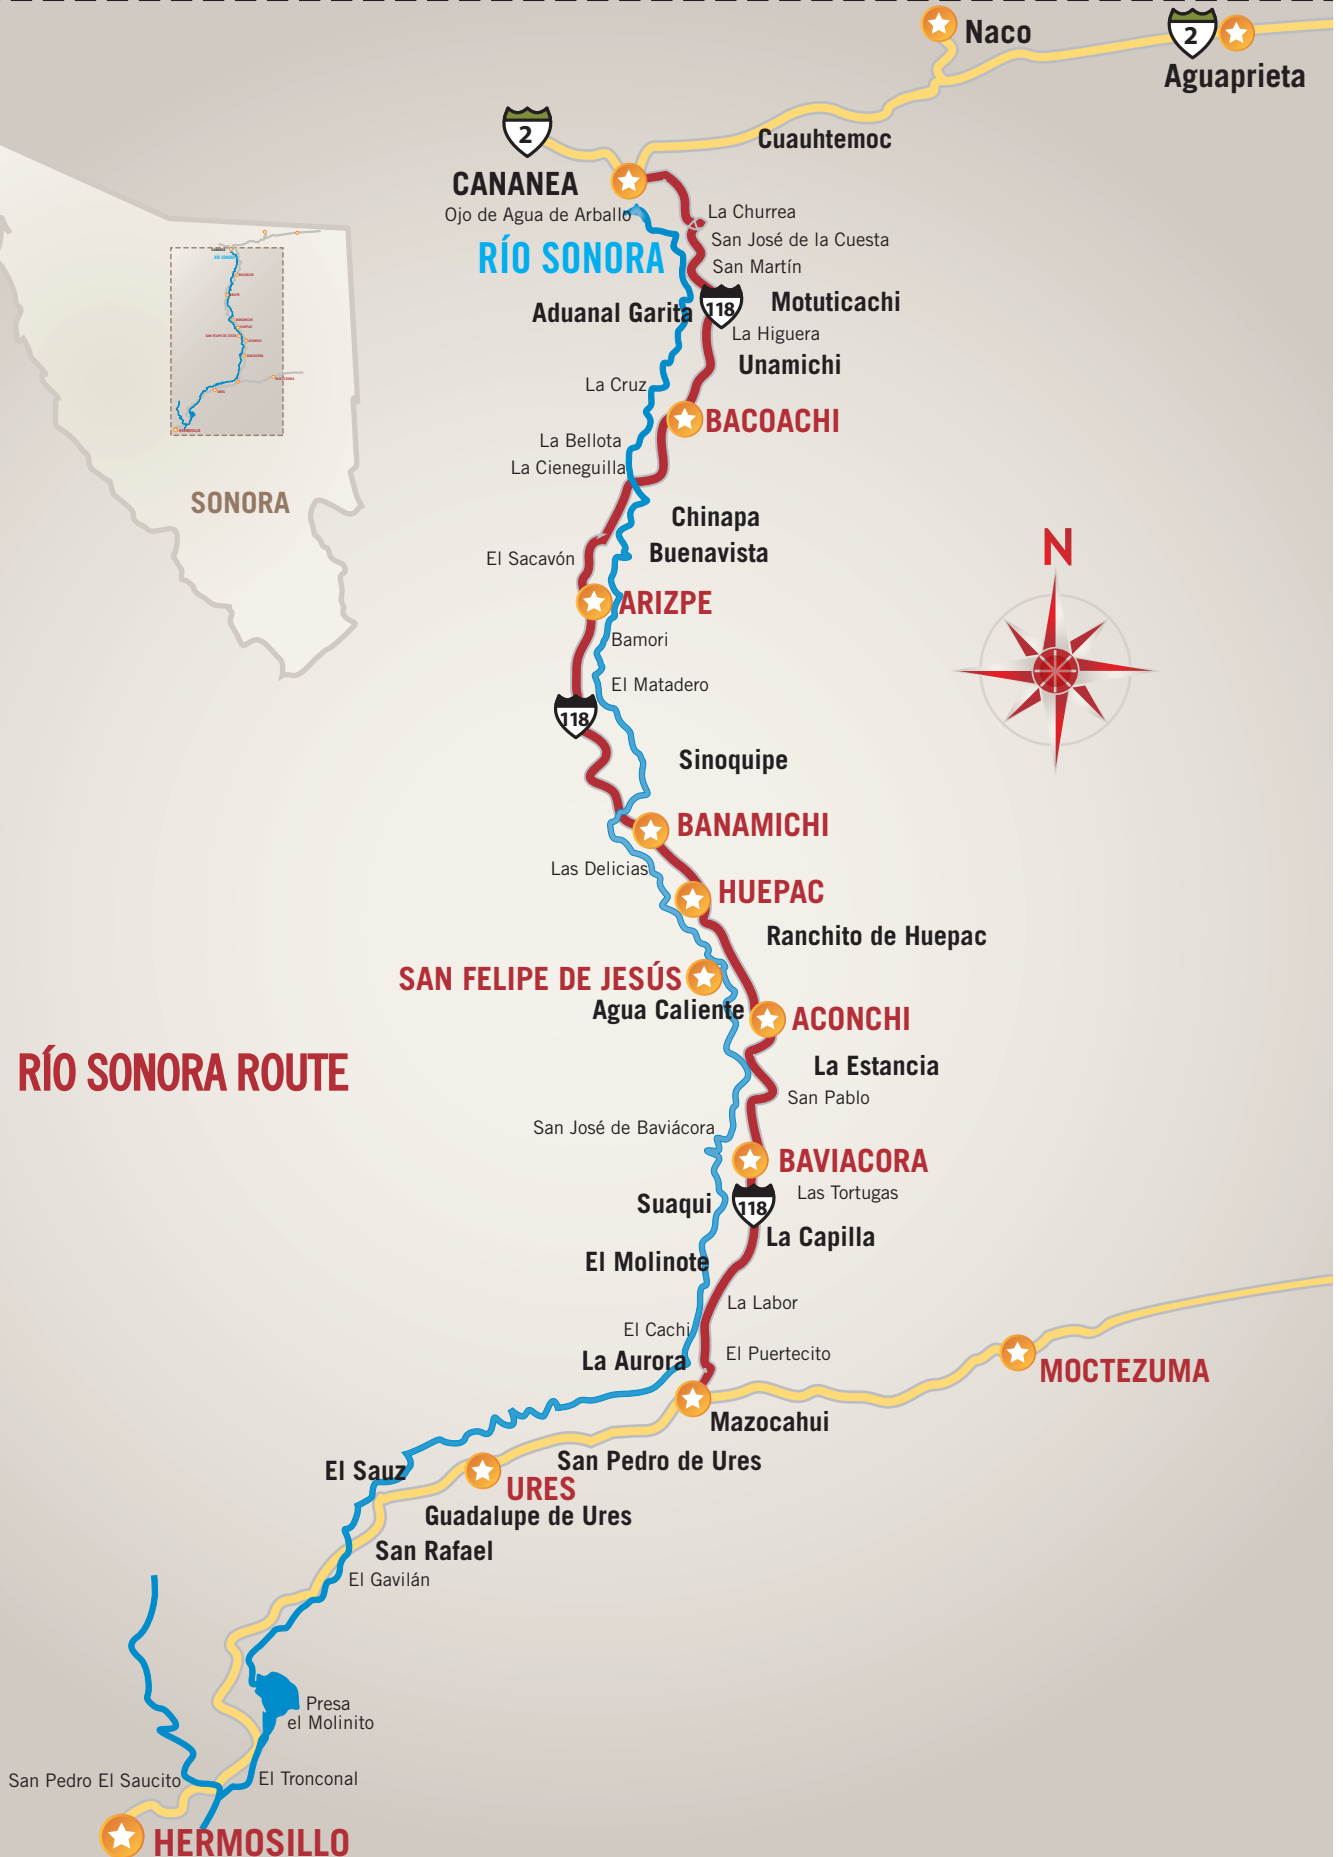 Naco
2
Aguaprieta
2
Cuauhtemoc
CANANEA
Ojo de Agua de Arballo
La Churrea
RÍO SONORA
San José de la Cuesta
San Martín
Aduanal Garita
118
Motuticachi
La Higuera
Unamichi
La Cruz
BACOACHI
La Bellota
La Cieneguilla
SONORA
Chinapa
N
El Sacavón
Buenavista
ARIZPE
Bamori
El Matadero
118
Sinoquipe
BANAMICHI
Las Delicias
HUEPAC
Ranchito de Huepac
SAN FELIPE DE JESÚS
Agua Caliente
ACONCHI
RÍO SONORA ROUTE
La Estancia
San Pablo
San José de Baviácora
BAVIACORA
Las Tortugas
Suaqui
118
La Capilla
El Molinote
La Labor
El Cachi
La Aurora
El Puertecito
MOCTEZUMA
Mazocahui
San Pedro de Ures
El Sauz
URES
Guadalupe de Ures
San Rafael
El Gavilán
Presa
el Molinito
San Pedro El Saucito
El Tronconal
HERMOSILLO